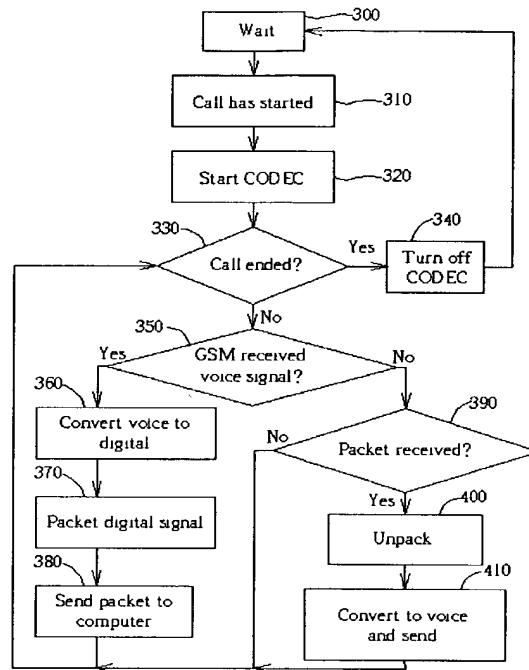 300
Wait
Call has started
310
Start CODEC
320
330
Call ended?
Yes
340
Turn off
CODEC
No
350
Yes
GSM received
voice signal?
No
360
Convert voice to
digital
390
No
Packet received?
370
Packet digital signal
Yes
400
Unpack
380
Send packet to
computer
410
Convert to voice
and send